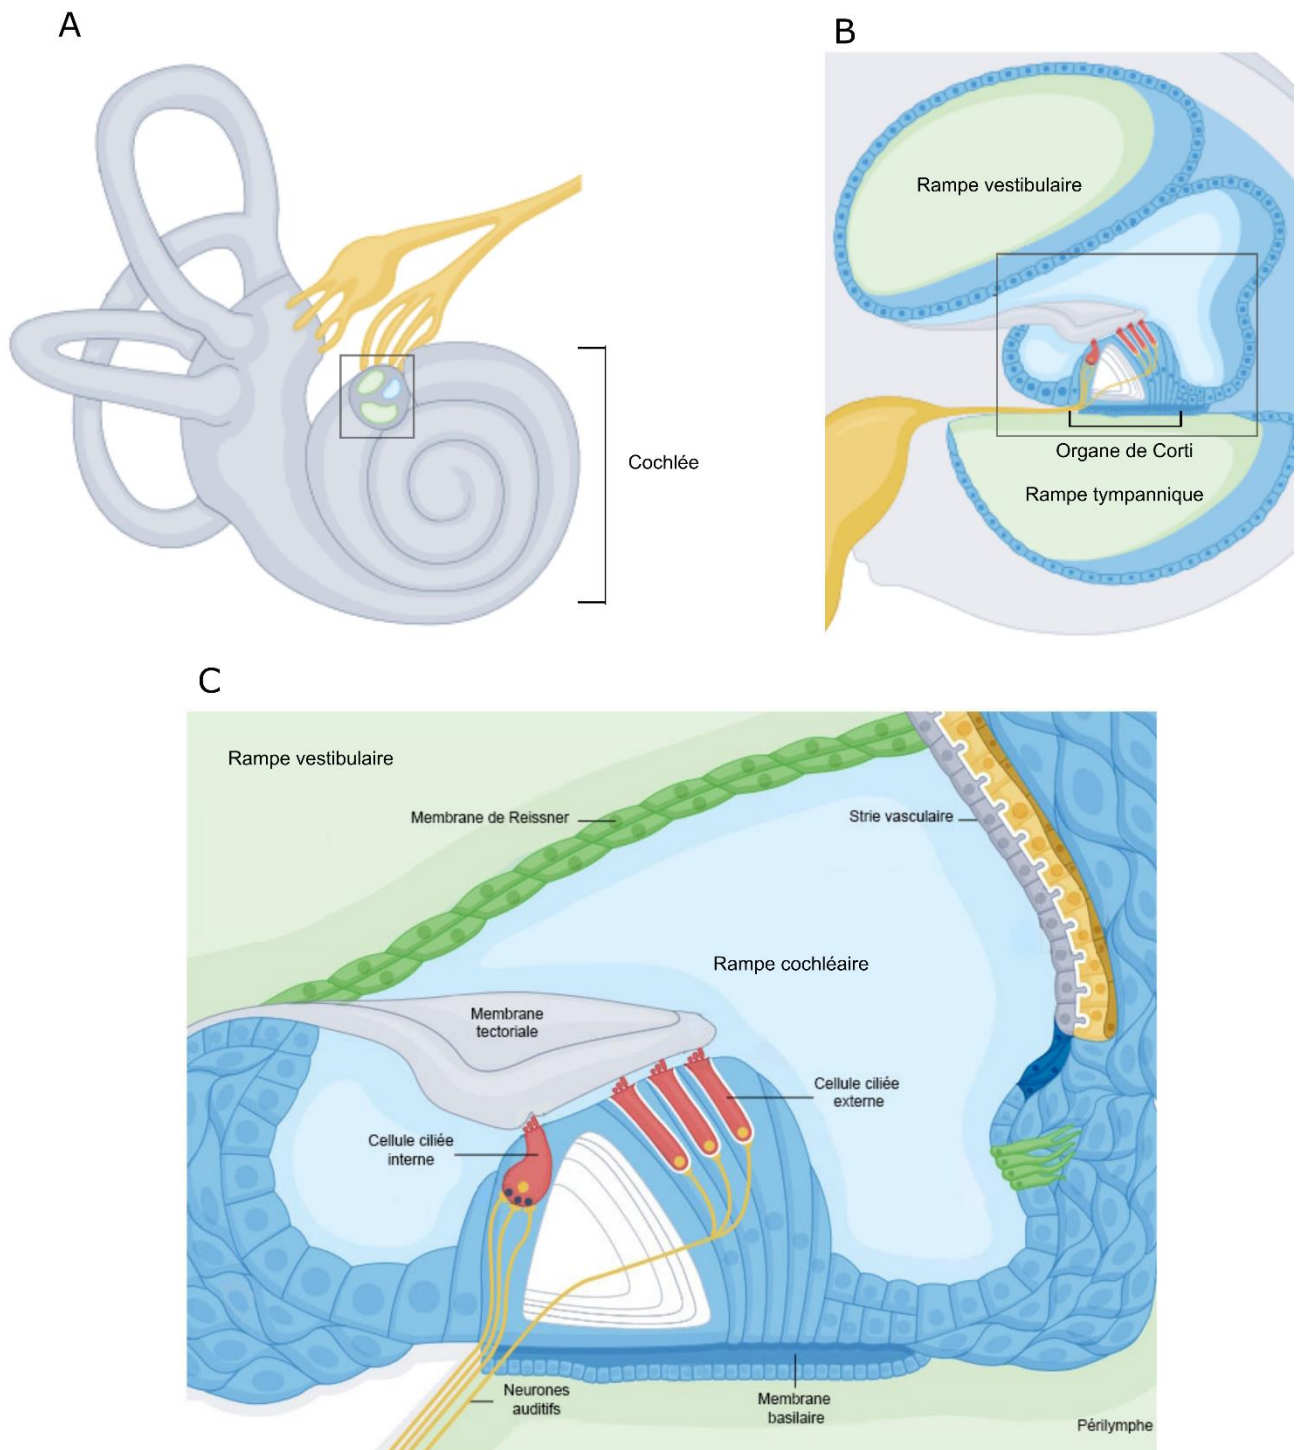 A
B
Rampe vestibulaire
Cochlée
Organe de Corti
Rampe tympannique
C
Rampe vestibulaire
Membrane de Reissner
Strie vasculaire
Rampe cochléaire
Membrane
tectoriale
Cellule ciliée
externe
Cellule ciliée
interne
Neurones
auditifs
Membrane
basilaire
Périlymphe